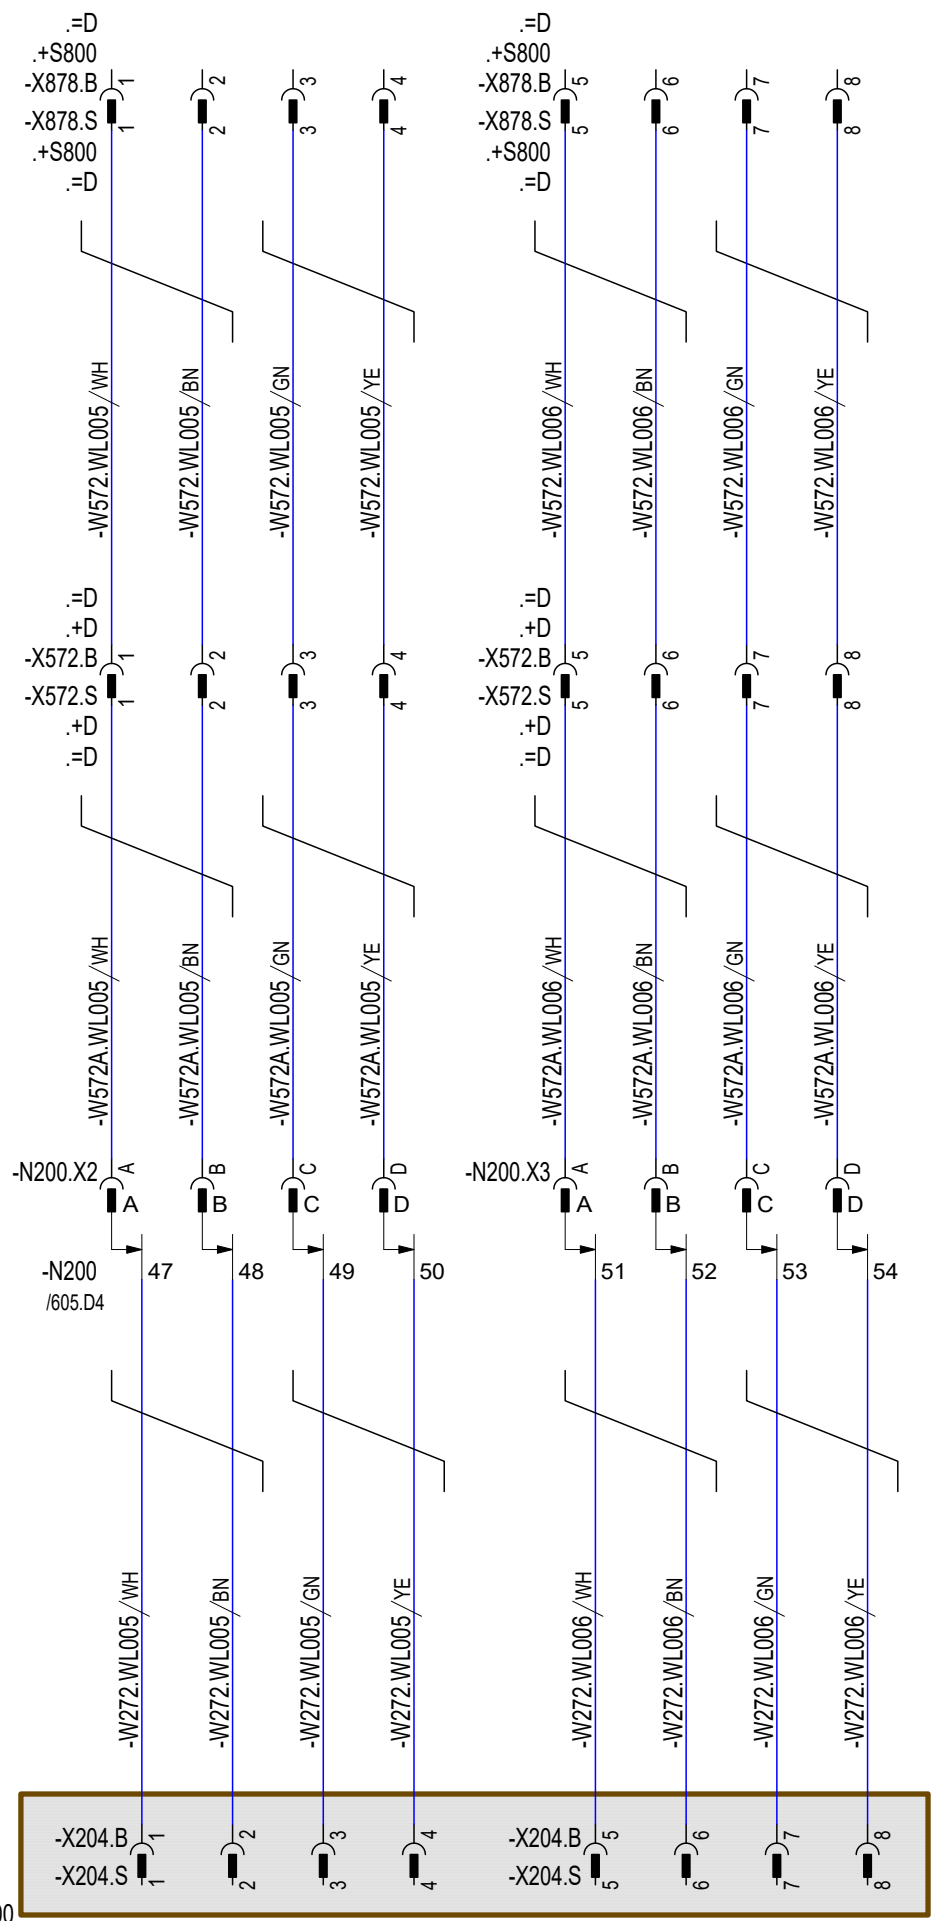 .=D
.+S800
-X878.B 1 2 3 4
-X878.S 1 2 3 4
.+S800
.=D
.=D
.+S800
-X878.B 5 6 7 8
-X878.S 5 6 7 8
.+S800
.=D
-W572.WL005 /WH
-W572.WL005 /BN
-W572.WL005 /GN
-W572.WL005 /YE
-W572.WL006 /WH
-W572.WL006 /BN
-W572.WL006 /GN
-W572.WL006 /YE
.=D
.+D
-X572.B 1 2 3 4
-X572.S 1 2 3 4
.+D
.=D
.=D
.+D
-X572.B 5 6 7 8
-X572.S 5 6 7 8
.+D
.=D
-W572A.WL005 /WH
-W572A.WL005 /BN
-W572A.WL005 /GN
-W572A.WL005 /YE
-W572A.WL006 /WH
-W572A.WL006 /BN
-W572A.WL006 /GN
-W572A.WL006 /YE
-N200.X2 A B C D
A B C D
-N200.X3 A B C D
A B C D
-N200 47 48 49 50 51 52 53 54
/605.D4
-W272.WL005 /WH
-W272.WL005 /BN
-W272.WL005 /GN
-W272.WL005 /YE
-W272.WL006 /WH
-W272.WL006 /BN
-W272.WL006 /GN
-W272.WL006 /YE
-X204.B 1 2 3 4
-X204.S 1 2 3 4
-X204.B 5 6 7 8
-X204.S 5 6 7 8